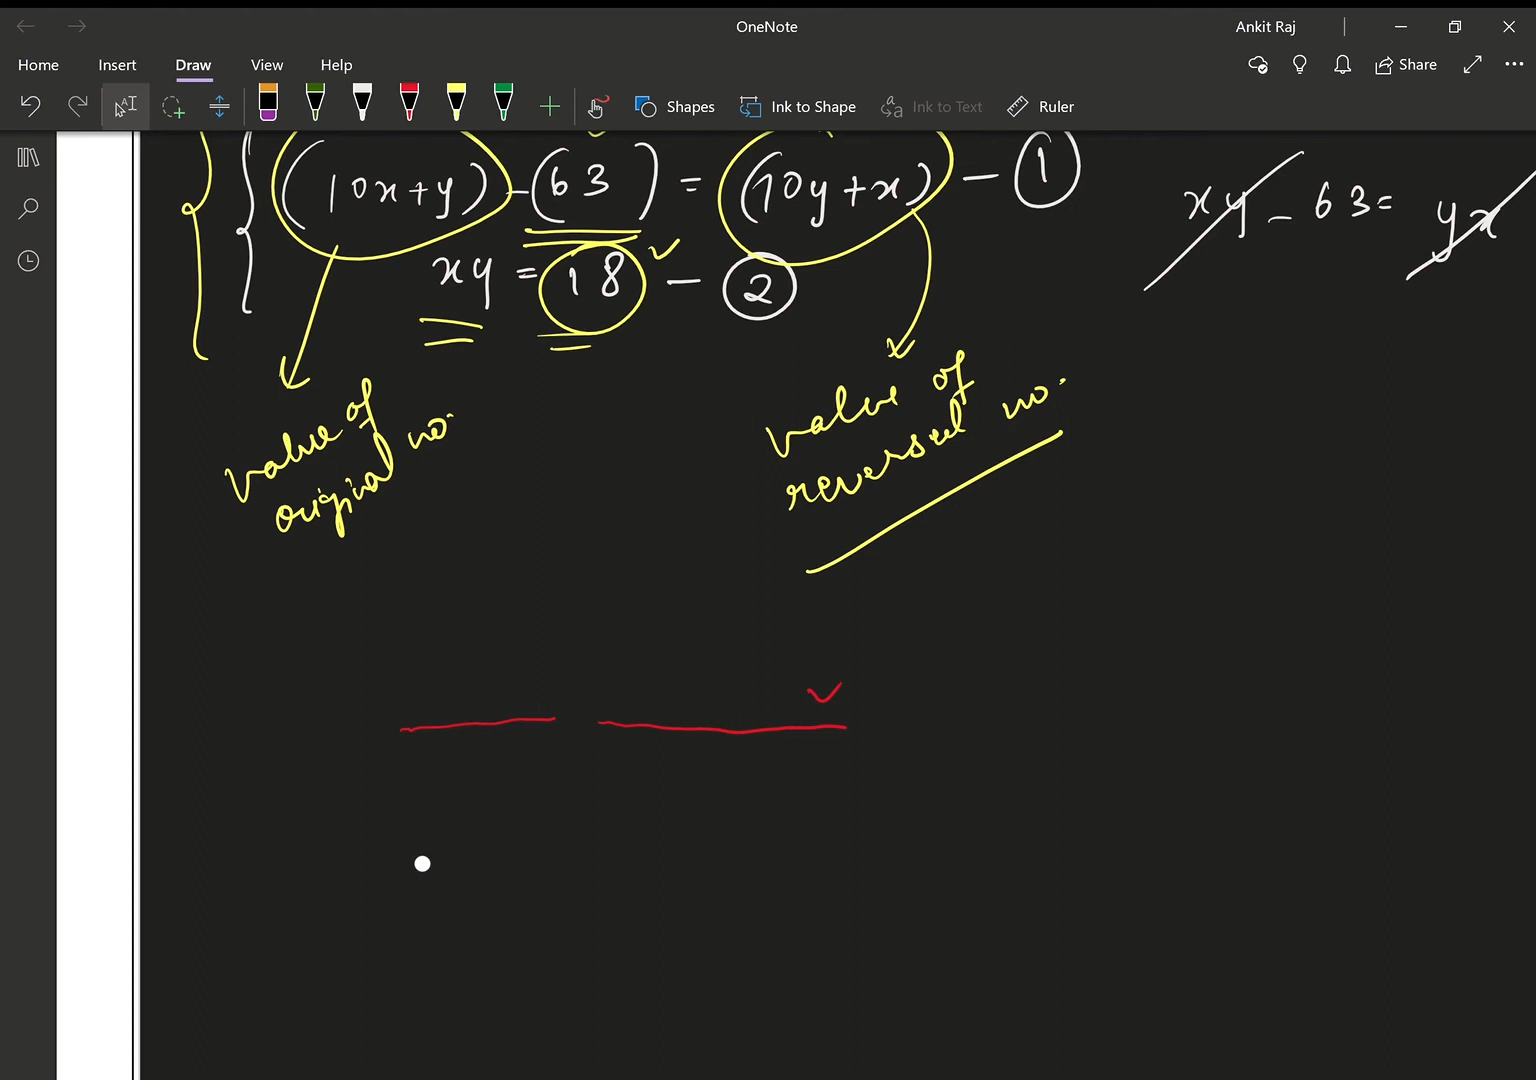 OneNote
Ankit Raj
Home Insert Draw View Help
Share
Shapes
Ink to Shape
Ink to Text
Ruler
(10x+y) - (63) = (10y+x) - 1
xy = 18 - 2
xy - 63 = yx
value of
original no.
value of
reversed no.